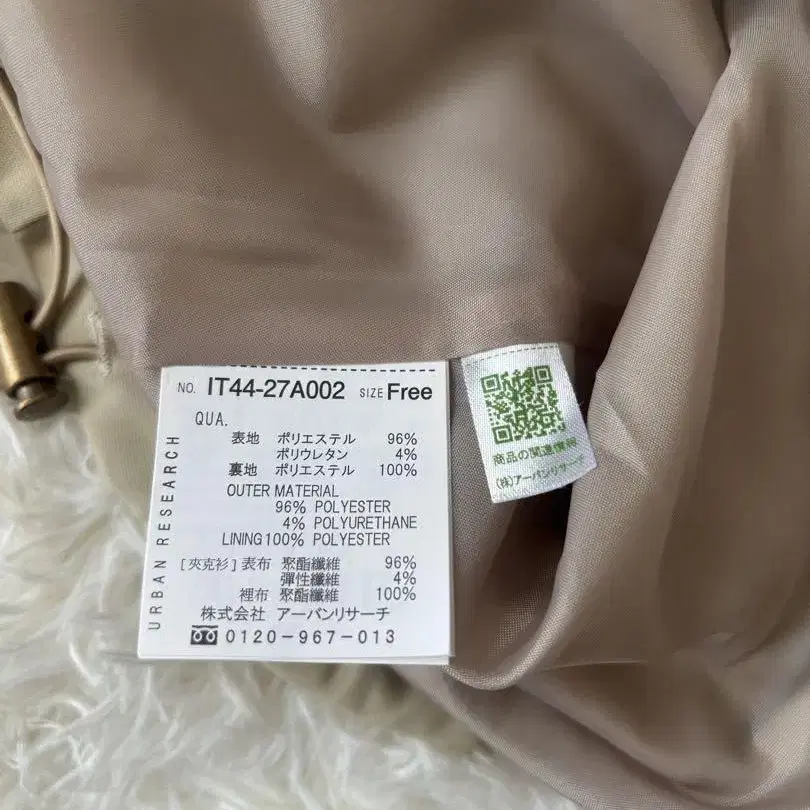 NO. IT44-27A002 SIZE Free
QUA.
表地 ポリエステル 96%
ポリウレタン 4%
裏地 ポリエステル 100%
OUTER MATERIAL
96% POLYESTER
4% POLYURETHANE
LINING100% POLYESTER
[夾克衫]表布 聚酯纖維 96%
彈性纖維 4%
裡布 聚酯纖維 100%
株式会社 アーバンリサーチ
0120-967-013
URBAN RESEARCH
商品の関連情報
(株)アーバンリサーチ